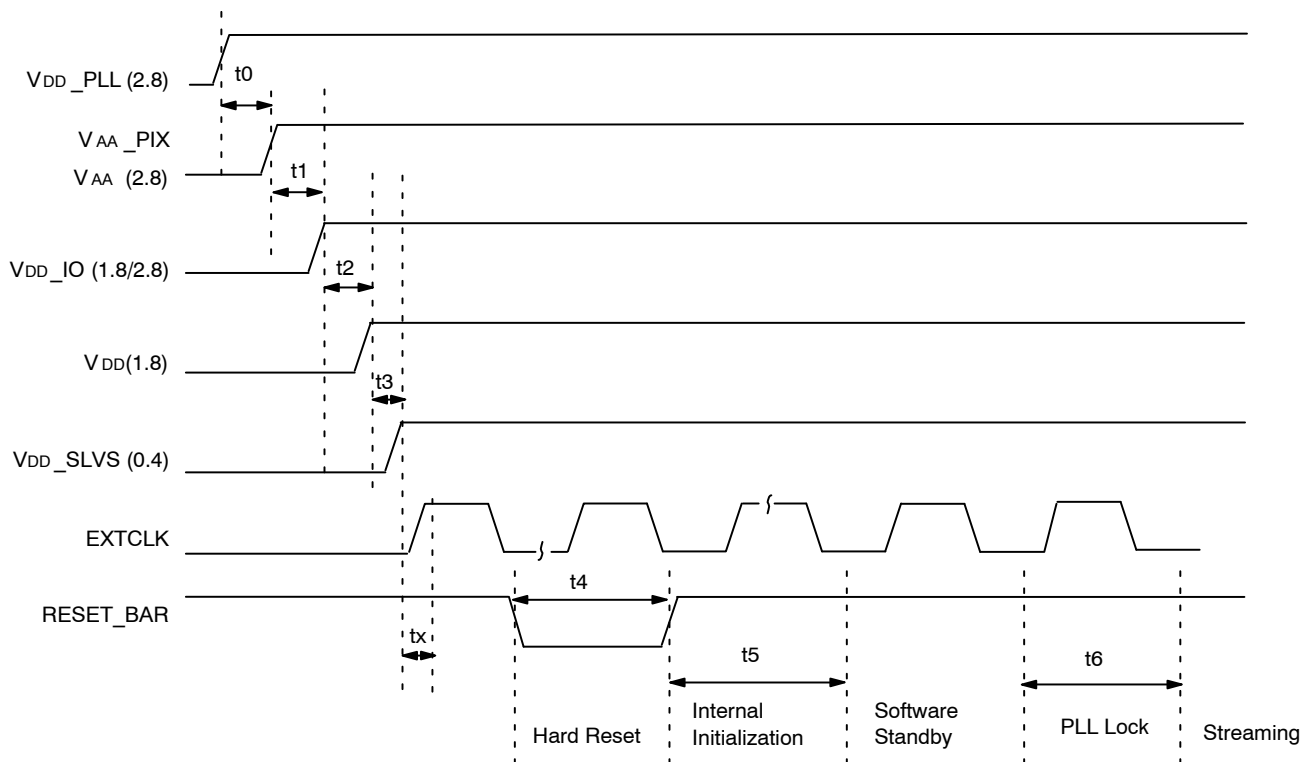 VDD_PLL (2.8)
t0
VAA_PIX
VAA (2.8)
t1
VDD_IO (1.8/2.8)
t2
VDD(1.8)
t3
VDD_SLVS (0.4)
EXTCLK
t4
RESET_BAR
tx
t5
t6
Hard Reset
Internal
Initialization
Software
Standby
PLL Lock
Streaming